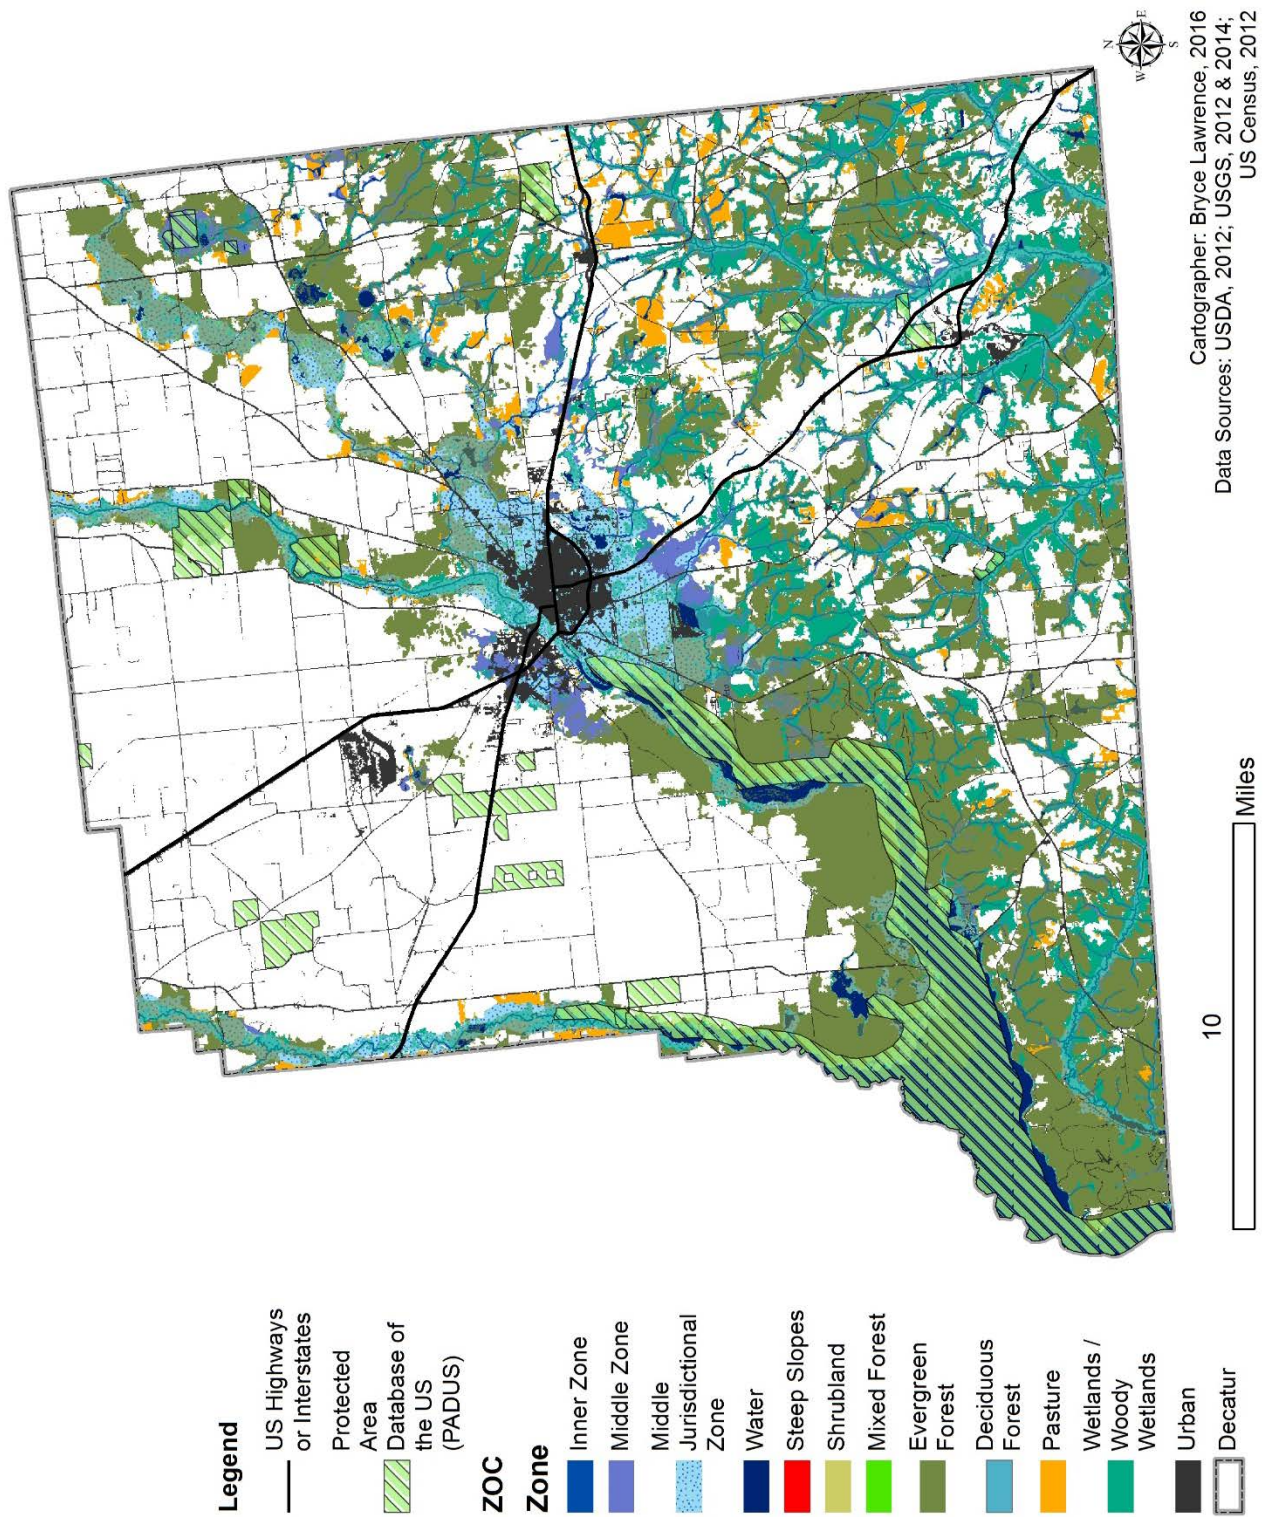 Legend
US Highways
or Interstates
Protected
Area
Database of
the US
(PADUS)
ZOC
Zone
Inner Zone
Middle Zone
Middle
Jurisdictional
Zone
Water
Steep Slopes
Shrubland
Mixed Forest
Evergreen
Forest
Deciduous
Forest
Pasture
Wetlands /
Woody
Wetlands
Urban
Decatur
10
Miles
N
W
E
S
Cartographer: Bryce Lawrence, 2016
Data Sources: USDA, 2012; USGS, 2012 & 2014;
US Census, 2012